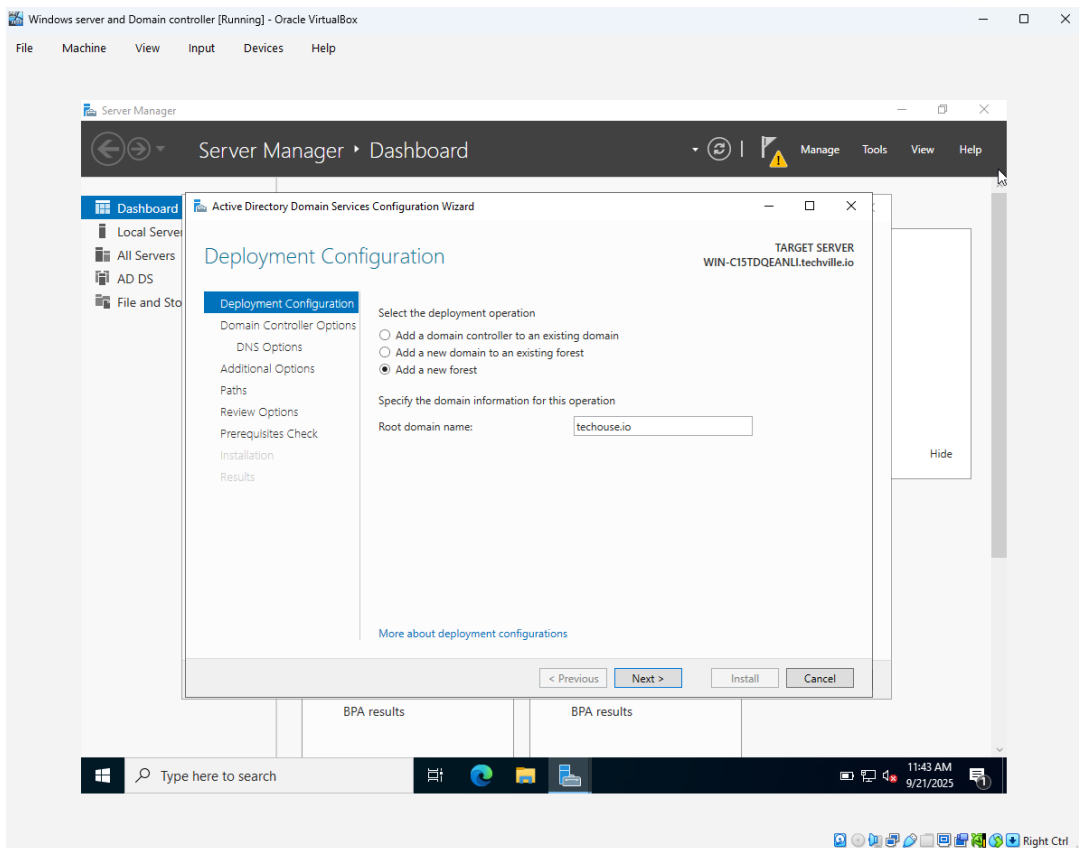 Windows server and Domain controller [Running] - Oracle VirtualBox
File Machine View Input Devices Help
Server Manager
Server Manager • Dashboard
Manage Tools View Help
Dashboard
Local Server
All Servers
AD DS
File and Sto
Active Directory Domain Services Configuration Wizard
Deployment Configuration
TARGET SERVER
WIN-C15TDQEANLI.techville.io
Deployment Configuration
Domain Controller Options
DNS Options
Additional Options
Paths
Review Options
Prerequisites Check
Installation
Results
Select the deployment operation
Add a domain controller to an existing domain
Add a new domain to an existing forest
Add a new forest
Specify the domain information for this operation
Root domain name: techouse.io
More about deployment configurations
Hide
< Previous Next > Install Cancel
BPA results BPA results
Type here to search
11:43 AM
9/21/2025
1
Right Ctrl